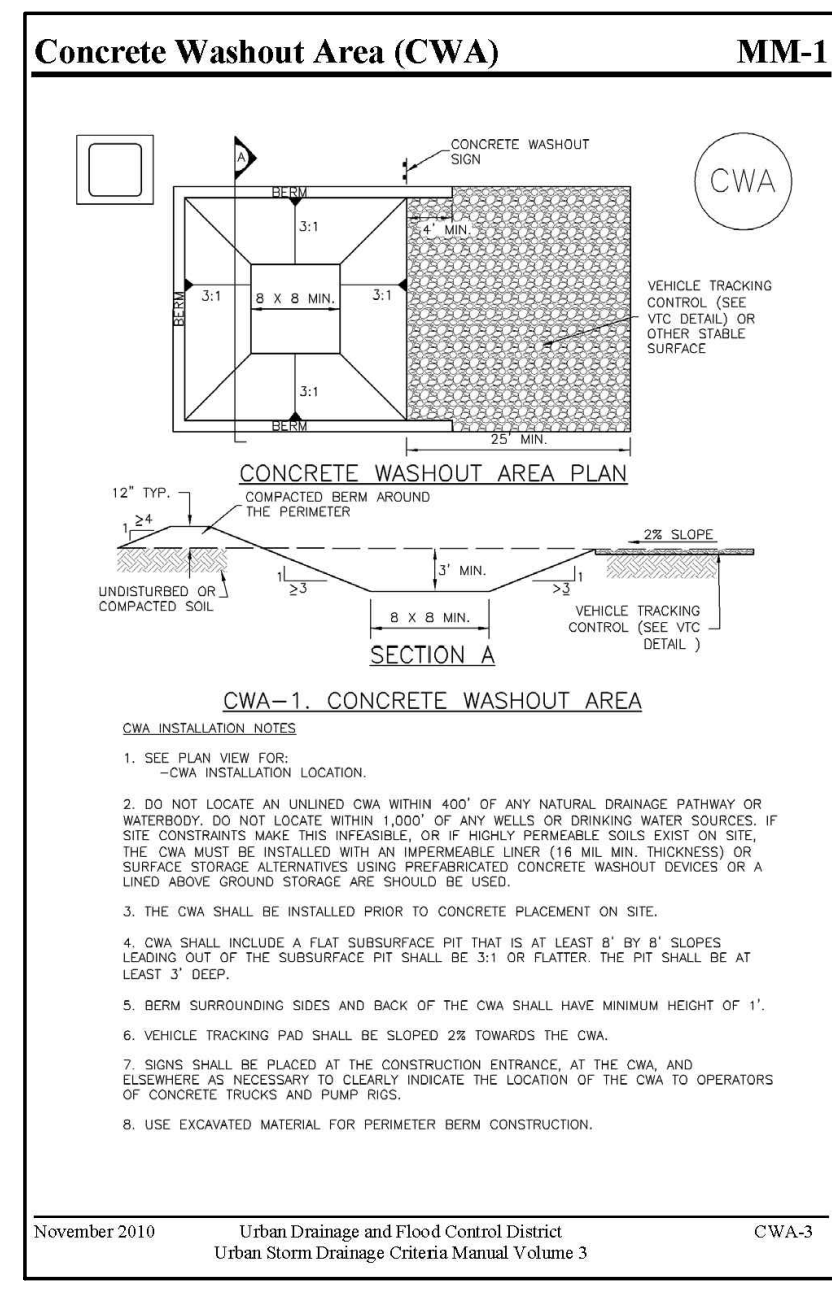 Concrete Washout Area (CWA) MM-1
CONCRETE WASHOUT
SIGN
A
CWA
BERM
3:1
4' MIN.
BERM
3:1
8 X 8 MIN.
3:1
VEHICLE TRACKING
CONTROL (SEE
VTC DETAIL) OR
OTHER STABLE
SURFACE
3:1
BERM
25' MIN.
CONCRETE WASHOUT AREA PLAN
12" TYP.
COMPACTED BERM AROUND
THE PERIMETER
1
≥4
2% SLOPE
UNDISTURBED OR
COMPACTED SOIL
1
≥3
3' MIN.
1
>3
8 X 8 MIN.
VEHICLE TRACKING
CONTROL (SEE VTC
DETAIL )
SECTION A
CWA-1. CONCRETE WASHOUT AREA
CWA INSTALLATION NOTES
1. SEE PLAN VIEW FOR:
-CWA INSTALLATION LOCATION.
2. DO NOT LOCATE AN UNLINED CWA WITHIN 400' OF ANY NATURAL DRAINAGE PATHWAY OR
WATERBODY. DO NOT LOCATE WITHIN 1,000' OF ANY WELLS OR DRINKING WATER SOURCES. IF
SITE CONSTRAINTS MAKE THIS INFEASIBLE, OR IF HIGHLY PERMEABLE SOILS EXIST ON SITE,
THE CWA MUST BE INSTALLED WITH AN IMPERMEABLE LINER (16 MIL MIN. THICKNESS) OR
SURFACE STORAGE ALTERNATIVES USING PREFABRICATED CONCRETE WASHOUT DEVICES OR A
LINED ABOVE GROUND STORAGE ARE SHOULD BE USED.
3. THE CWA SHALL BE INSTALLED PRIOR TO CONCRETE PLACEMENT ON SITE.
4. CWA SHALL INCLUDE A FLAT SUBSURFACE PIT THAT IS AT LEAST 8' BY 8' SLOPES
LEADING OUT OF THE SUBSURFACE PIT SHALL BE 3:1 OR FLATTER. THE PIT SHALL BE AT
LEAST 3' DEEP.
5. BERM SURROUNDING SIDES AND BACK OF THE CWA SHALL HAVE MINIMUM HEIGHT OF 1'.
6. VEHICLE TRACKING PAD SHALL BE SLOPED 2% TOWARDS THE CWA.
7. SIGNS SHALL BE PLACED AT THE CONSTRUCTION ENTRANCE, AT THE CWA, AND
ELSEWHERE AS NECESSARY TO CLEARLY INDICATE THE LOCATION OF THE CWA TO OPERATORS
OF CONCRETE TRUCKS AND PUMP RIGS.
8. USE EXCAVATED MATERIAL FOR PERIMETER BERM CONSTRUCTION.
November 2010 Urban Drainage and Flood Control District CWA-3
Urban Storm Drainage Criteria Manual Volume 3